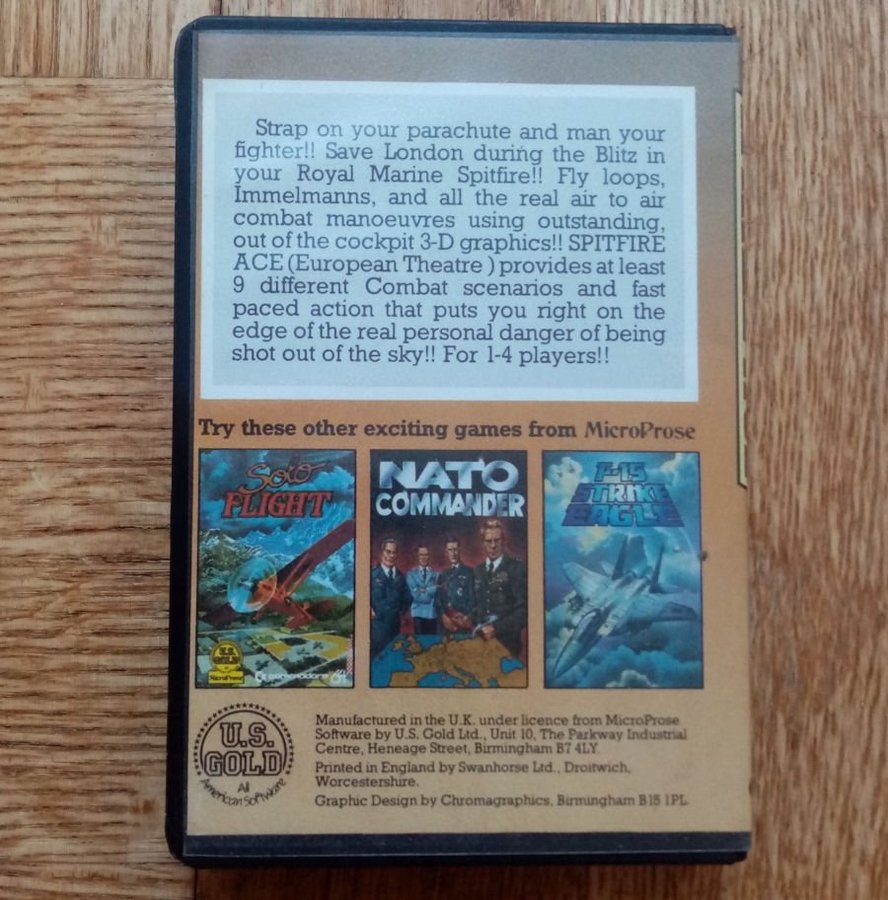 Strap on your parachute and man your
fighter!! Save London during the Blitz in
your Royal Marine Spitfire!! Fly loops,
Immelmanns, and all the real air to air
combat manoeuvres using outstanding,
out of the cockpit 3-D graphics!! SPITFIRE
ACE (European Theatre ) provides at least
9 different Combat scenarios and fast
paced action that puts you right on the
edge of the real personal danger of being
shot out of the sky!! For 1-4 players!!
Try these other exciting games from MicroProse
Solo
FLIGHT
U.S.
GOLD
MicroProse
commodore 64
NATO
COMMANDER
F-15
STRIKE
EAGLE
U.S.
GOLD
All
American Software
Manufactured in the U.K. under licence from MicroProse
Software by U.S. Gold Ltd., Unit 10, The Parkway Industrial
Centre, Heneage Street, Birmingham B7 4LY.
Printed in England by Swanhorse Ltd., Droitwich,
Worcestershire.
Graphic Design by Chromagraphics, Birmingham B15 1PL.